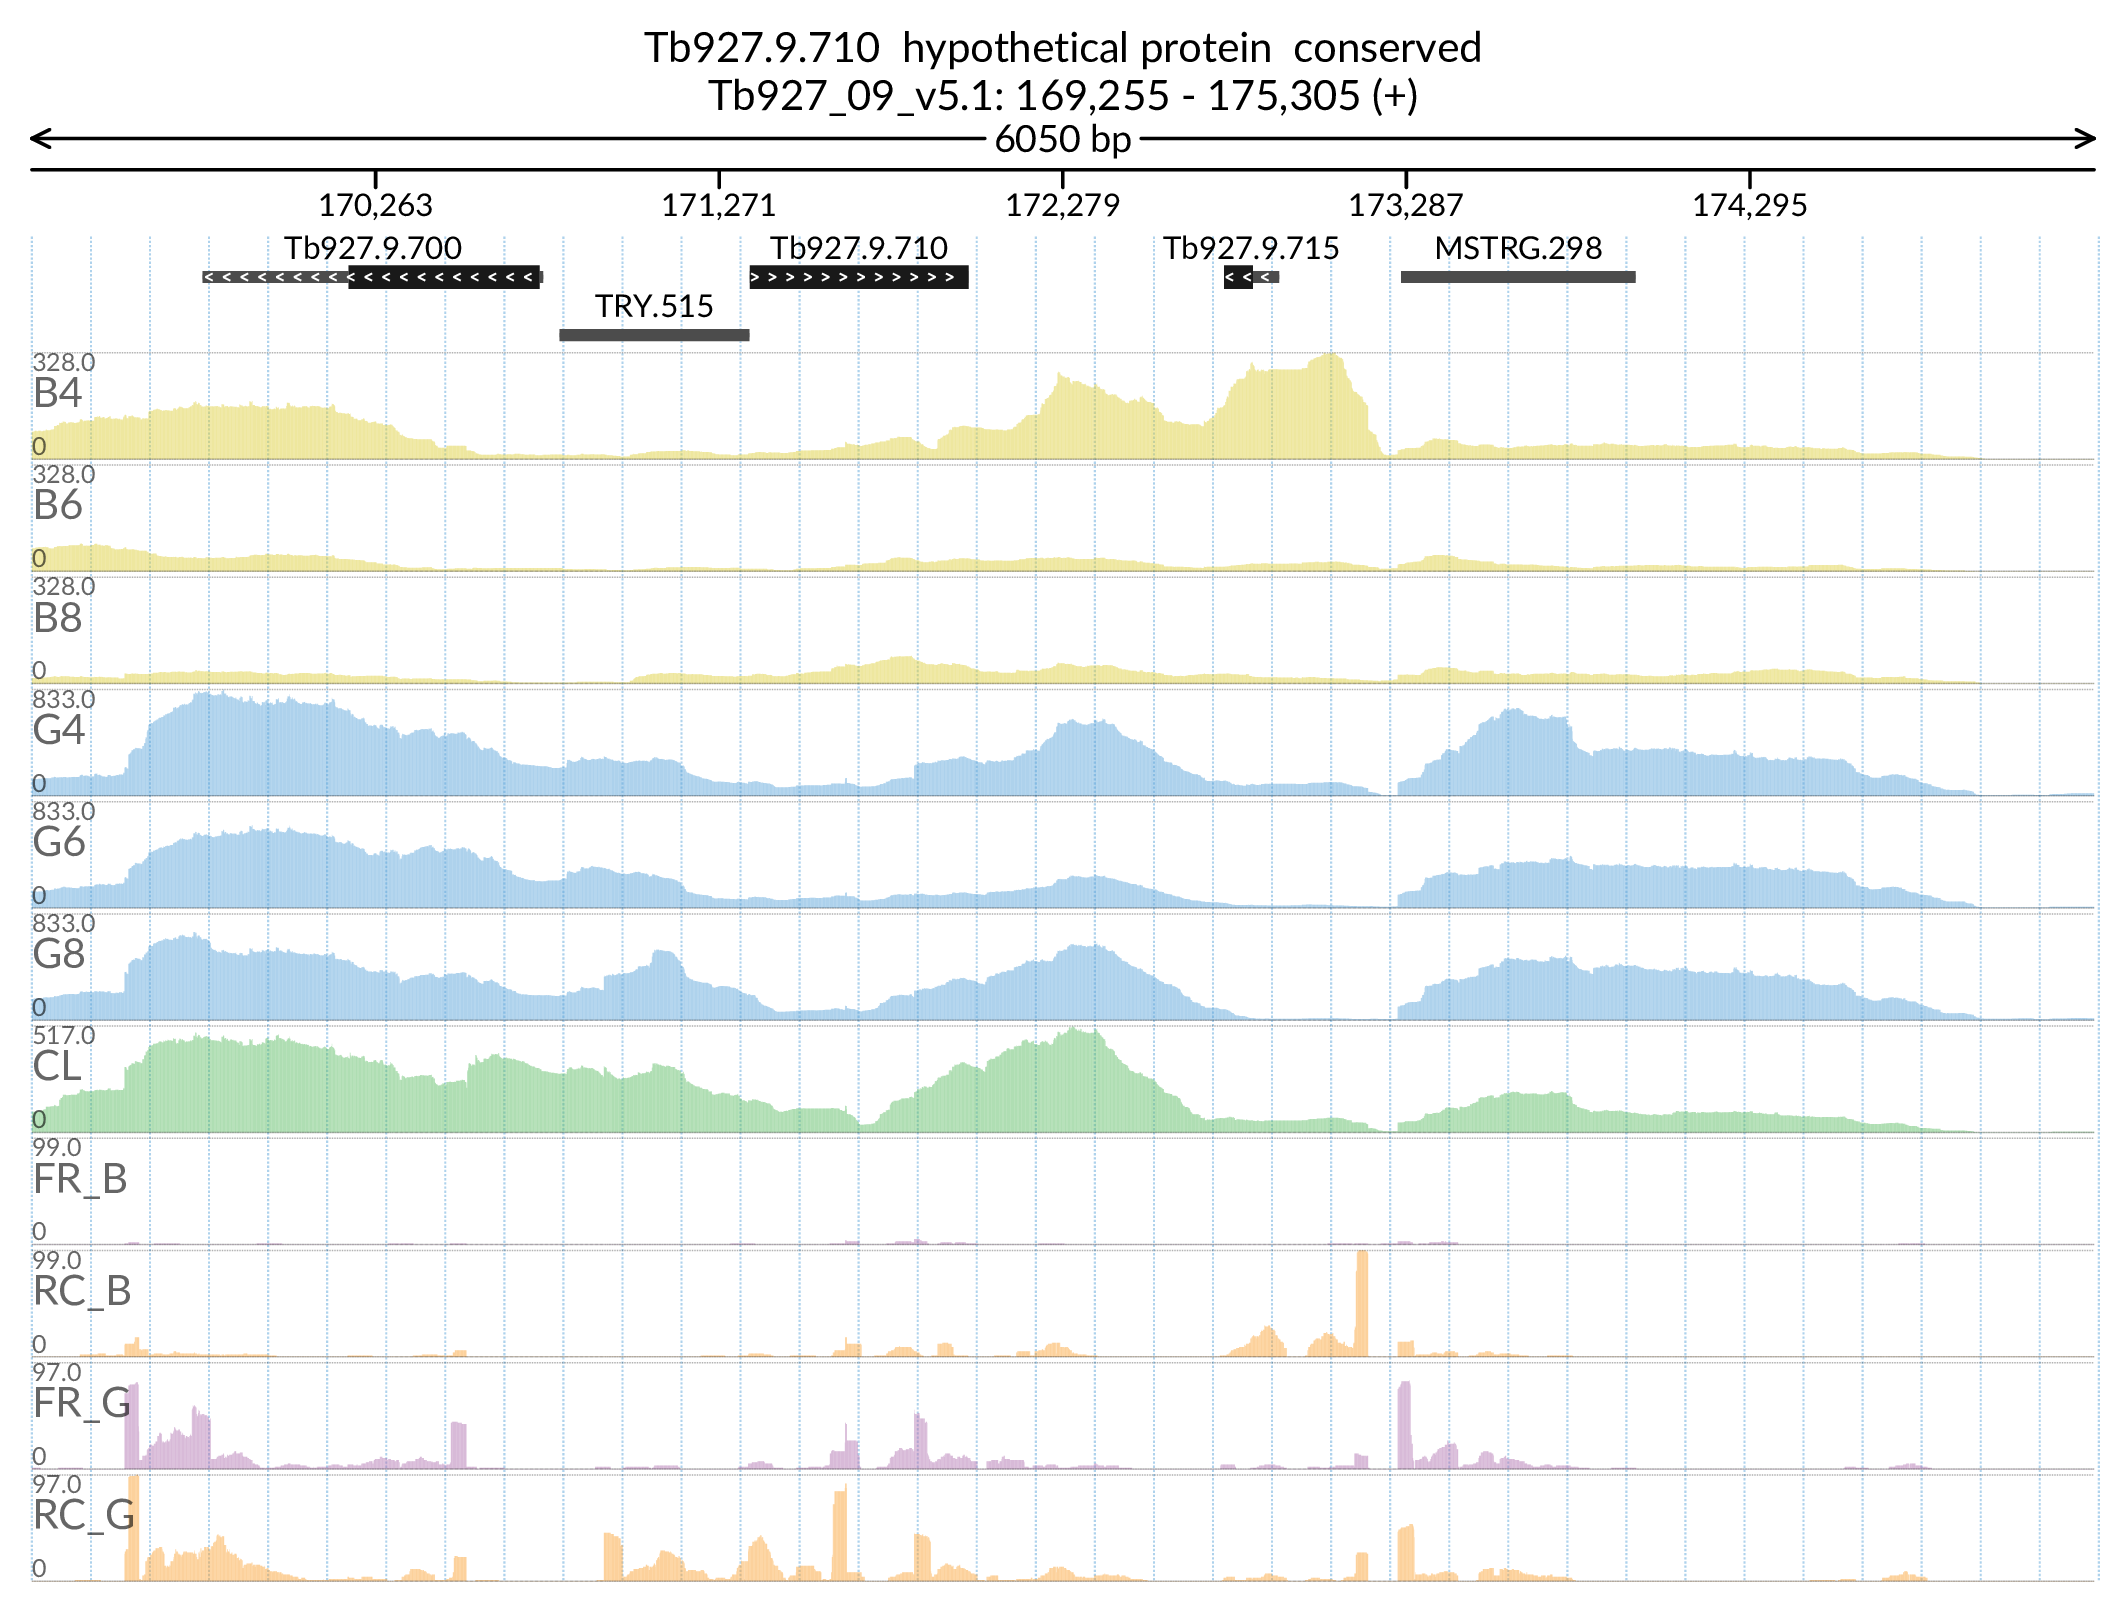 Tb927.9.710  hypothetical protein  conserved
Tb927_09_v5.1: 169,255 - 175,305 (+)
6050 bp
170,263 171,271 172,279 173,287 174,295
Tb927.9.700 Tb927.9.710 Tb927.9.715 MSTRG.298
TRY.515
328.0
B4
0
328.0
B6
0
328.0
B8
0
833.0
G4
0
833.0
G6
0
833.0
G8
0
517.0
CL
0
99.0
FR_B
0
99.0
RC_B
0
97.0
FR_G
0
97.0
RC_G
0